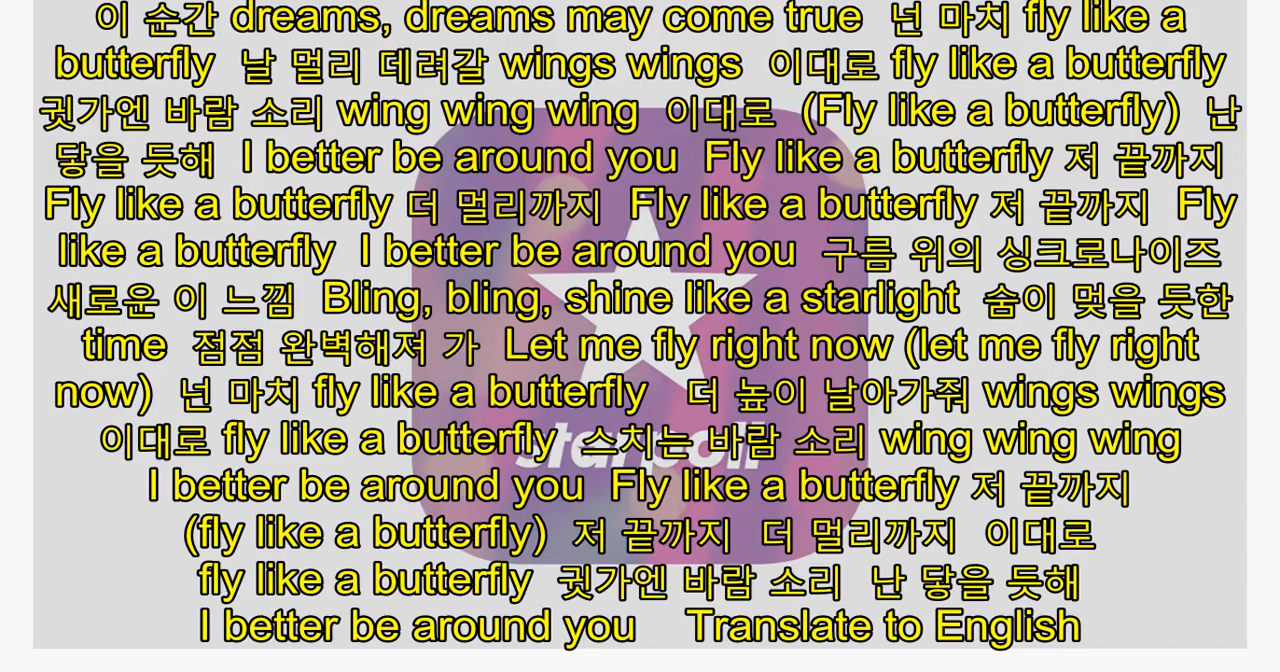 이 순간 dreams, dreams may come true 넌 마치 fly like a
butterfly 날 멀리 데려갈 wings wings 이대로 fly like a butterfly
귓가엔 바람 소리 wing wing wing 이대로 (Fly like a butterfly) 난
닿을 듯해 I better be around you Fly like a butterfly 저 끝까지
Fly like a butterfly 더 멀리까지 Fly like a butterfly 저 끝까지 Fly
like a butterfly I better be around you 구름 위의 싱크로나이즈
새로운 이 느낌 Bling, bling, shine like a starlight 숨이 멎을 듯한
time 점점 완벽해져 가 Let me fly right now (let me fly right
now) 넌 마치 fly like a butterfly 더 높이 날아가줘 wings wings
이대로 fly like a butterfly 스치는 바람 소리 wing wing wing
I better be around you Fly like a butterfly 저 끝까지
(fly like a butterfly) 저 끝까지 더 멀리까지 이대로
fly like a butterfly 귓가엔 바람 소리 난 닿을 듯해
I better be around you Translate to English